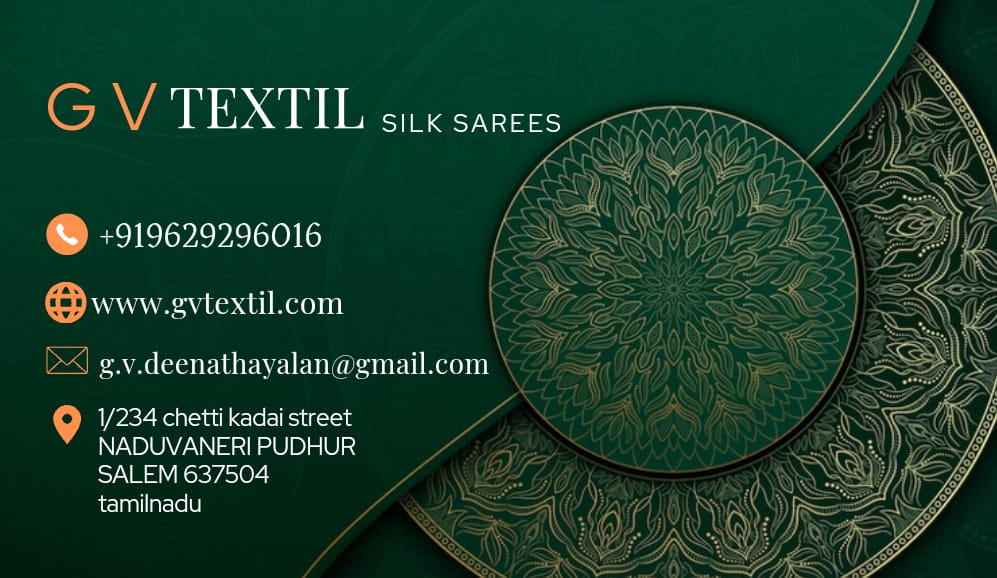 G V TEXTIL SILK SAREES
+919629296016
www.gvtextil.com
g.v.deenathayalan@gmail.com
1/234 chetti kadai street
NADUVANERI PUDHUR
SALEM 637504
tamilnadu